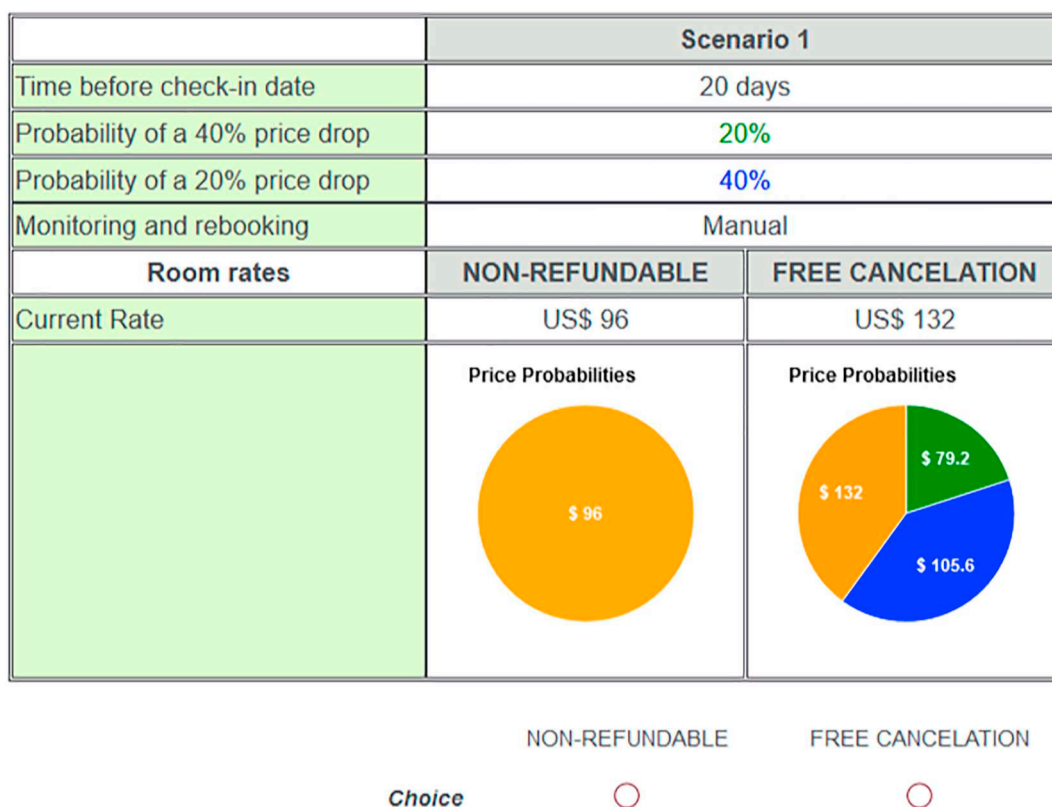 Scenario 1
Time before check-in date 20 days
Probability of a 40% price drop 20%
Probability of a 20% price drop 40%
Monitoring and rebooking Manual
Room rates NON-REFUNDABLE FREE CANCELATION
Current Rate US$ 96 US$ 132
Price Probabilities Price Probabilities
$ 96
$ 79.2
$ 132
$ 105.6
NON-REFUNDABLE FREE CANCELATION
Choice